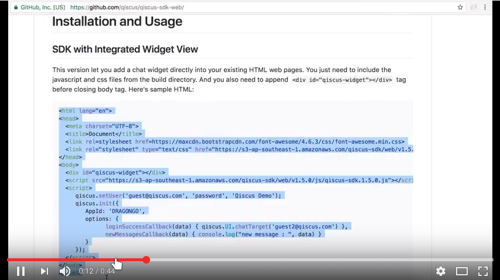 GitHub, Inc. [US] https://github.com/qiscus/qiscus-sdk-web/
Installation and Usage
SDK with Integrated Widget View
This version let you add a chat widget directly into your existing HTML web pages. You just need to include the
javascript and css files from the build directory. And you also need to append <div id="qiscus-widget"></div> tag
before closing body tag. Here's sample HTML:
<html lang="en">
<head>
<meta charset="UTF-8">
<title>Document</title>
<link rel=stylesheet href=https://maxcdn.bootstrapcdn.com/font-awesome/4.6.3/css/font-awesome.min.css>
<link rel="stylesheet" type="text/css" href="https://s3-ap-southeast-1.amazonaws.com/qiscus-sdk/web/v1.5.
</head>
<body>
<div id="qiscus-widget"></div>
<script src="https://s3-ap-southeast-1.amazonaws.com/qiscus-sdk/web/v1.5.0/js/qiscus-sdk.1.5.0.js"></scr
<script>
qiscus.setUser('guest@qiscus.com', 'password', 'Qiscus Demo');
qiscus.init({
AppId: 'DRAGONGO',
options: {
loginSuccessCallback(data) { qiscus.UI.chatTarget('guest2@qiscus.com') },
newMessagesCallback(data) { console.log("new message : ", data) }
}
});
</script>
0:12 / 0:44